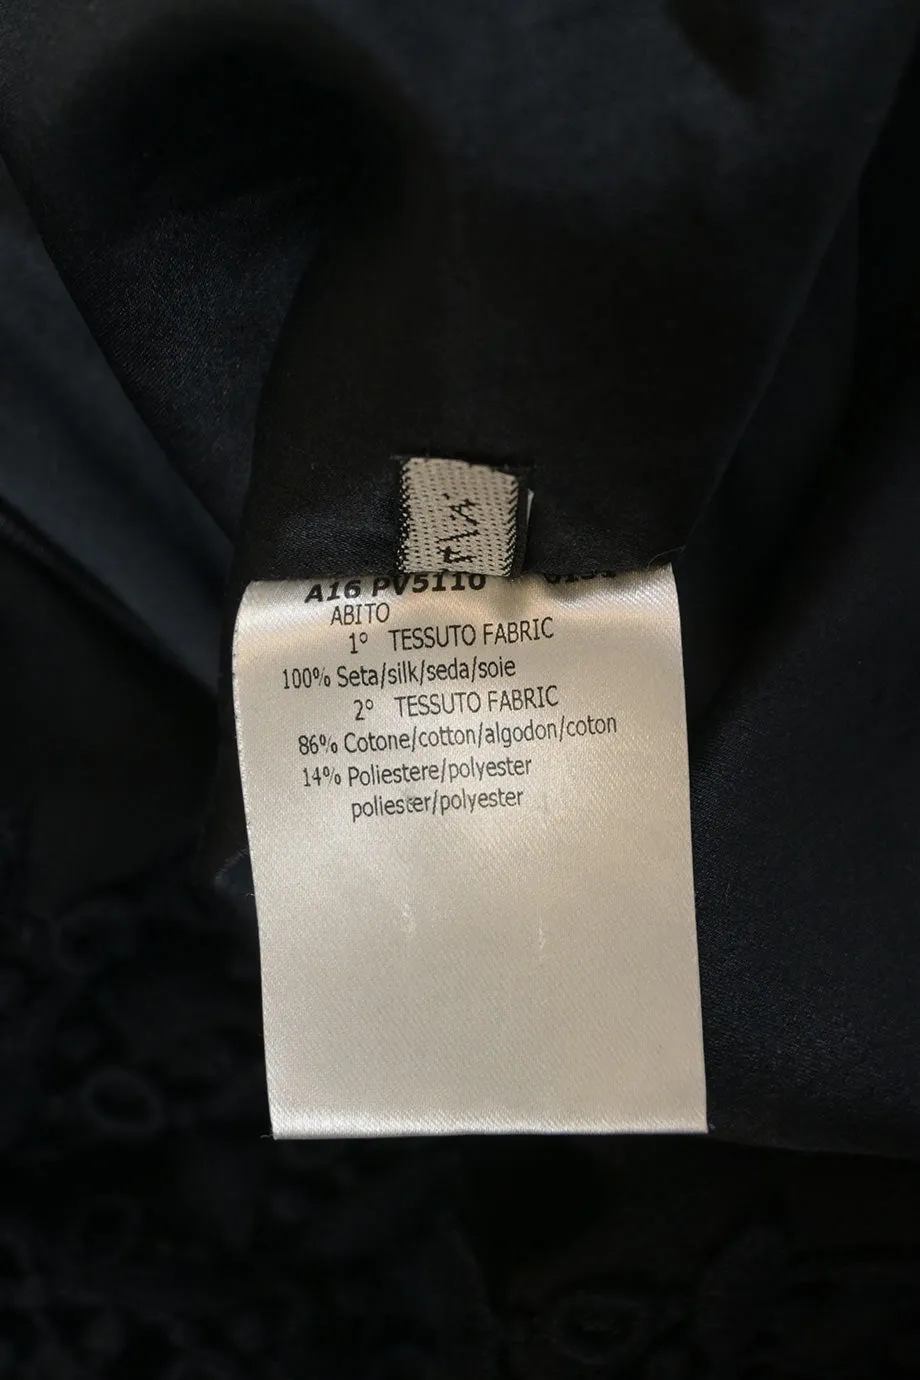 A16 PV5110
ABITO
1° TESSUTO FABRIC
100% Seta/silk/seda/soie
2° TESSUTO FABRIC
86% Cotone/cotton/algodon/coton
14% Poliestere/polyester
poliester/polyester